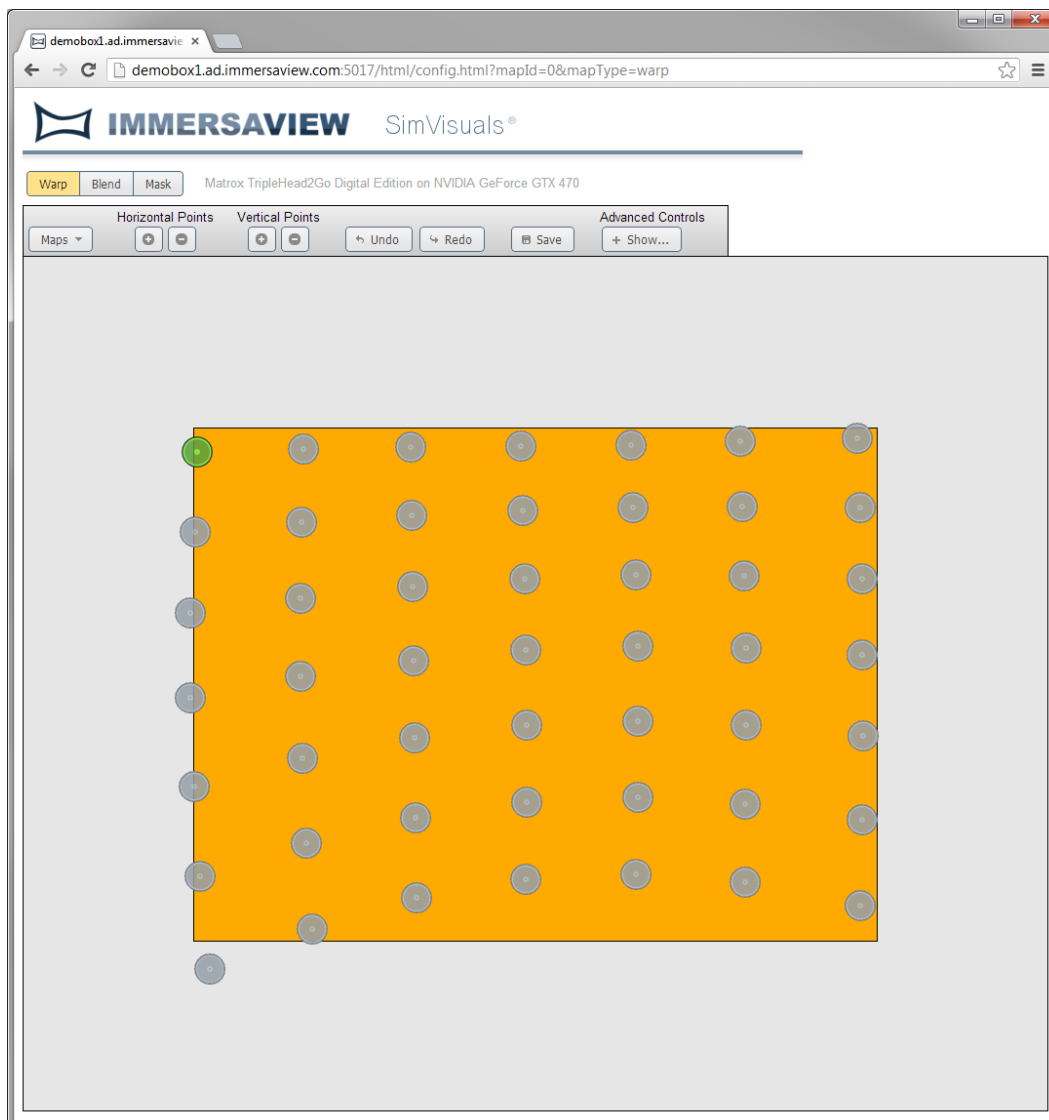 demobox1.ad.immersavie
demobox1.ad.immersaview.com:5017/html/config.html?mapId=0&mapType=warp
IMMERSAVIEW SimVisuals®
Warp Blend Mask Matrox TripleHead2Go Digital Edition on NVIDIA GeForce GTX 470
Horizontal Points Vertical Points Advanced Controls
Maps Undo Redo Save + Show...